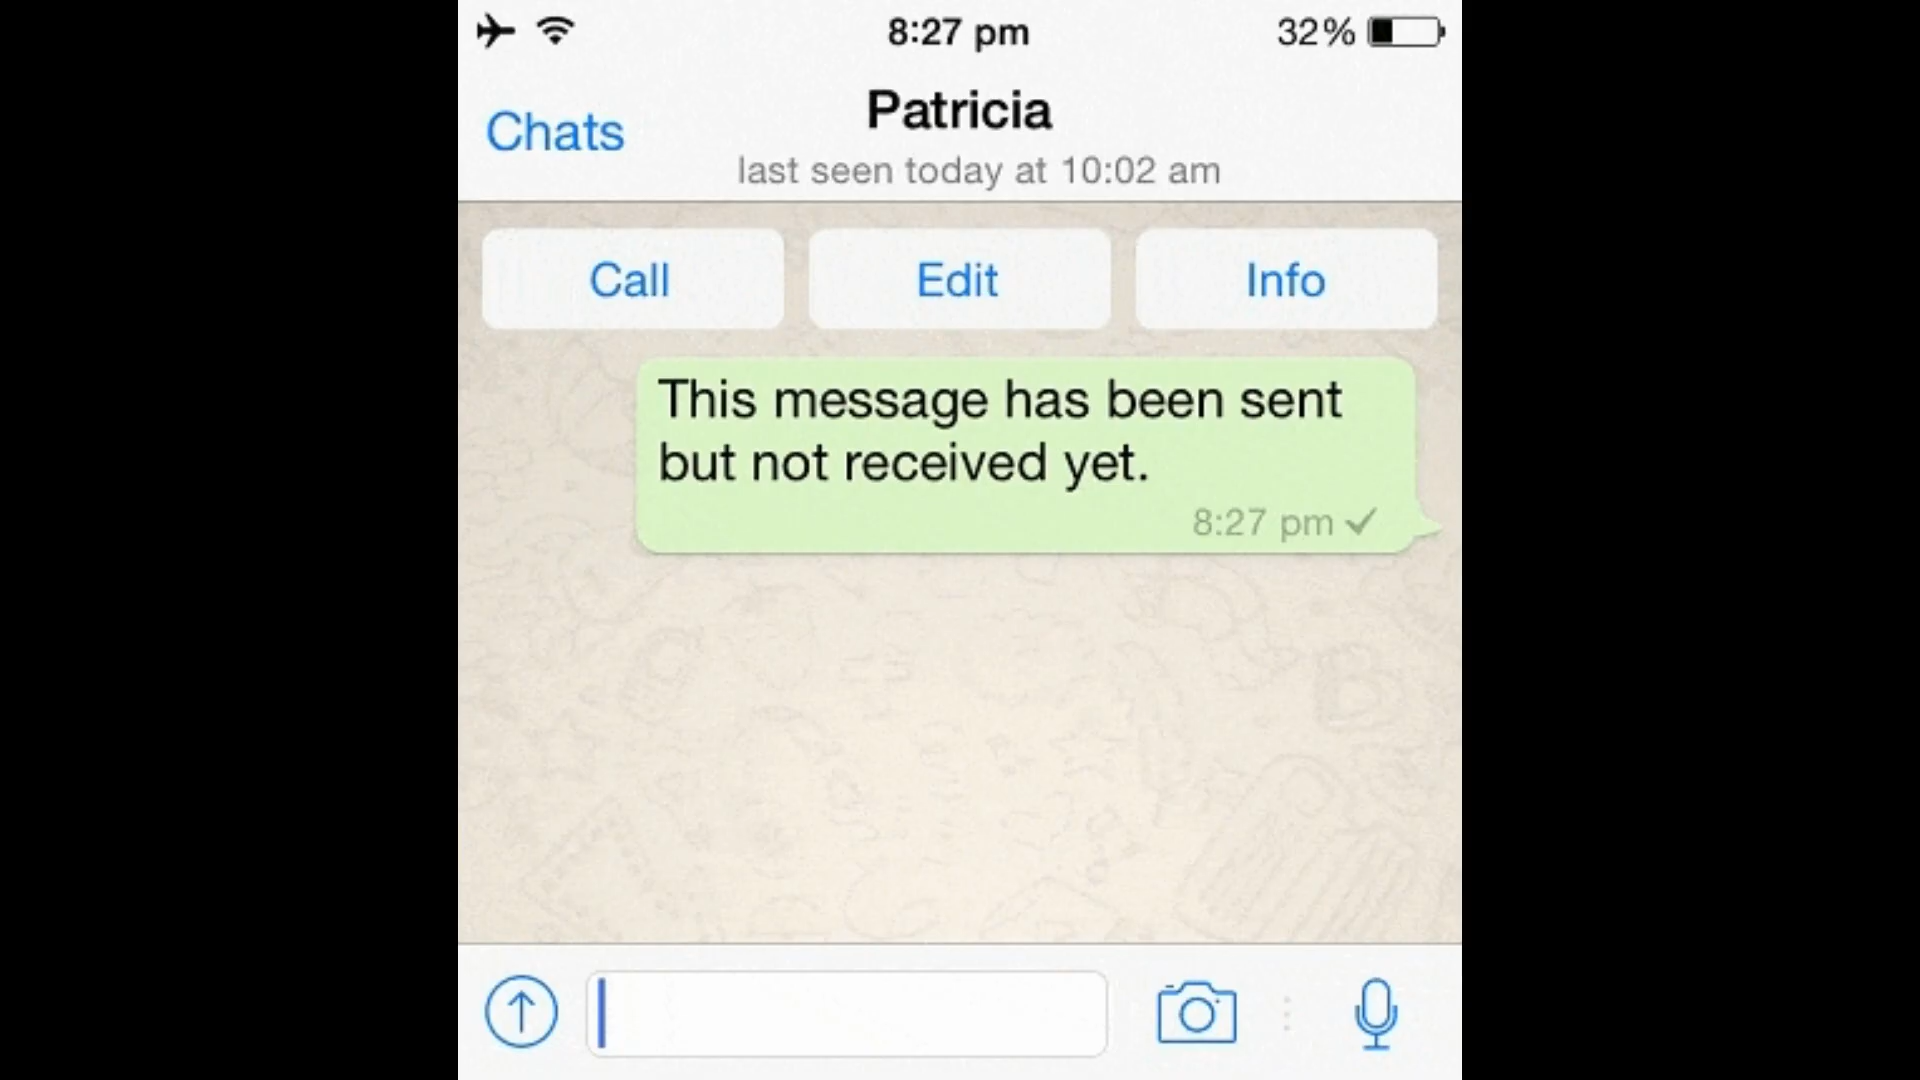 8:27 pm
32%
Chats
Patricia
last seen today at 10:02 am
Call
Edit
Info
This message has been sent
but not received yet.
8:27 pm